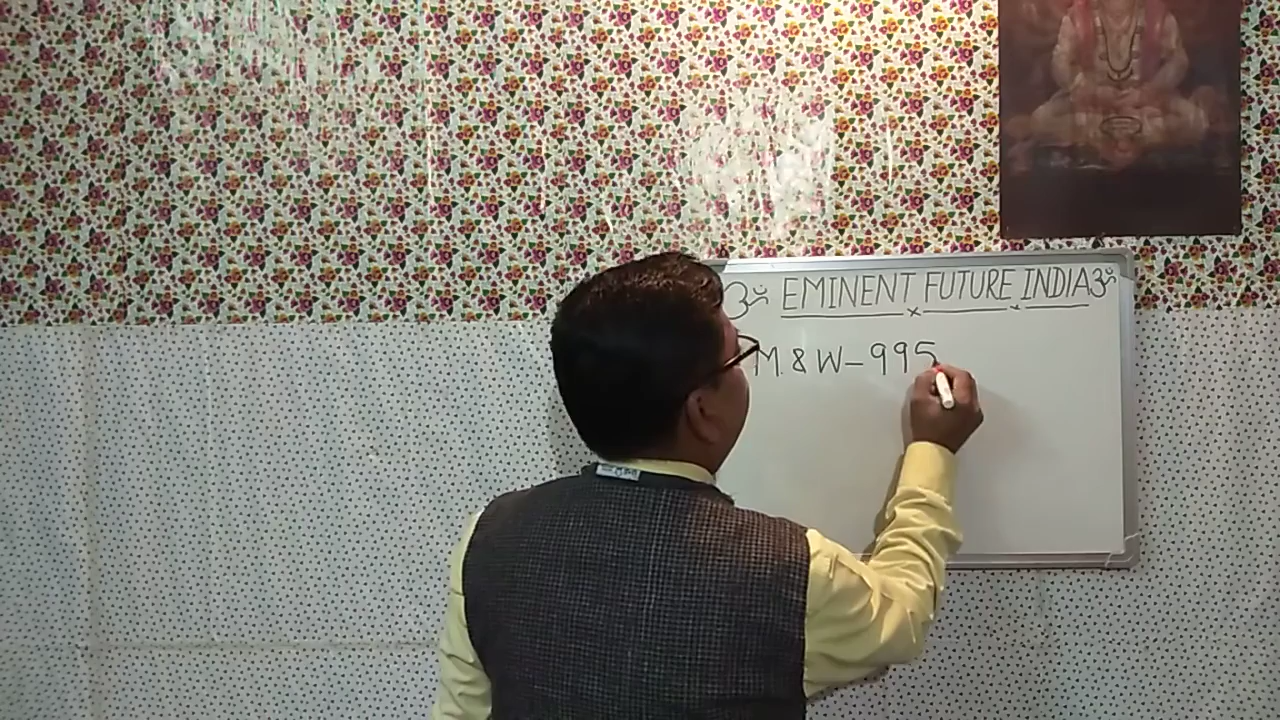 ॐ EMINENT FUTURE INDIA ॐ
M & W - 995